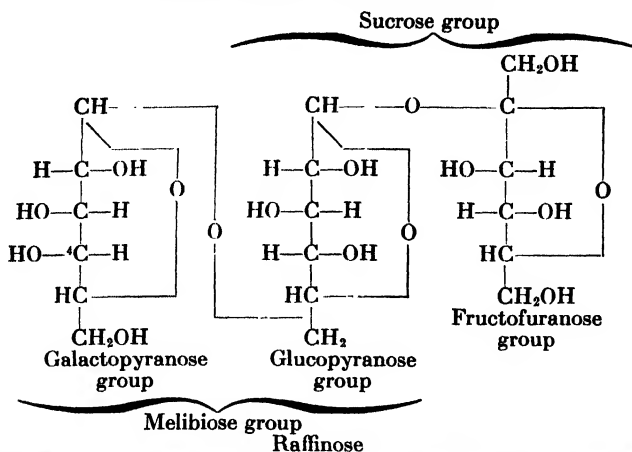 Sucrose group
CH₂OH
CH O CH O C
H—C—OH O H—C—OH HO—C—H
HO—C—H O HO—C—H O H—C—OH O
HO—⁴C—H H—C—OH HC
HC HC CH₂OH
CH₂OH CH₂ Fructofuranose
Galactopyranose Glucopyranose group
group group
Melibiose group
Raffinose